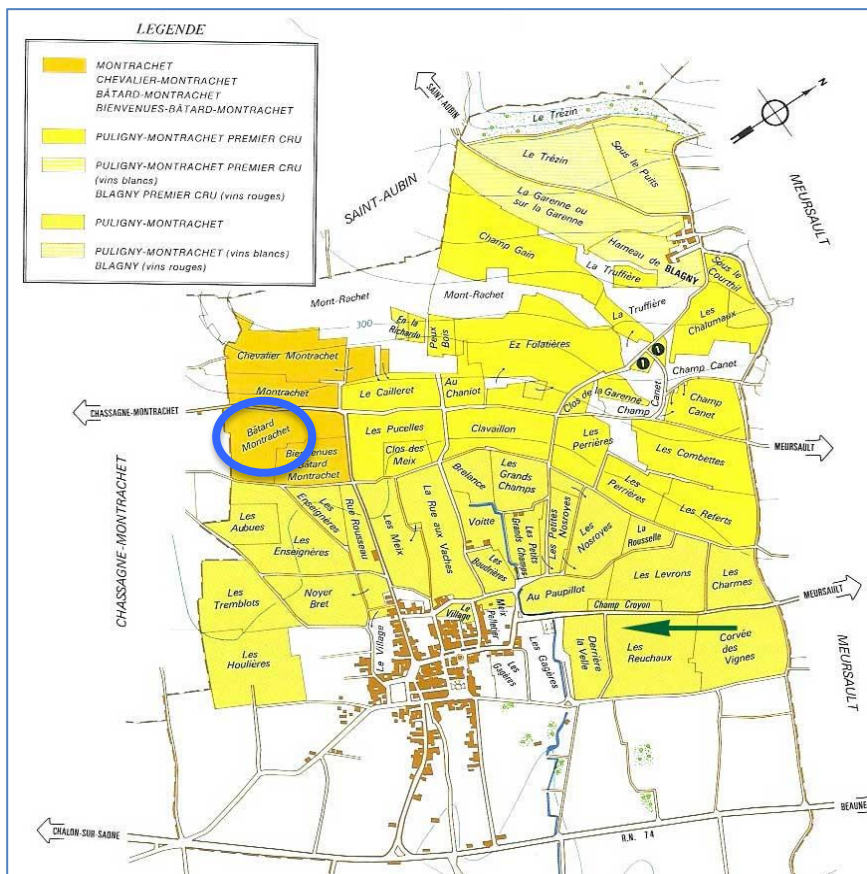 LEGENDE
MONTRACHET
CHEVALIER-MONTRACHET
BÂTARD-MONTRACHET
BIENVENUES-BÂTARD-MONTRACHET
PULIGNY-MONTRACHET PREMIER CRU
PULIGNY-MONTRACHET PREMIER CRU
(vins blancs)
BLAGNY PREMIER CRU (vins rouges)
PULIGNY-MONTRACHET
PULIGNY-MONTRACHET (vins blancs)
BLAGNY (vins rouges)
N
SAINT-AUBIN
Le Trézin
Le Trézin
Sous le Puits
SAINT-AUBIN
MEURSAULT
La Garenne ou
sur la Garenne
Champ Gain
Hameau de
BLAGNY
La Truffière
Sous le
Courthil
Mont-Rachet
Mont-Rachet
La Truffière
Les
Chalumaux
300
En la
Richarde
Peux
Bois
Ez Folatières
1
1
Champ Canet
Chevalier Montrachet
Montrachet
Le Cailleret
Au
Chaniot
Clos de la Garenne
Champ
Canet
Champ
Canet
CHASSAGNE-MONTRACHET
Bâtard
Montrachet
Bienvenues
Bâtard
Montrachet
Les Pucelles
Clos des
Meix
Clavaillon
Les
Perrières
MEURSAULT
Les Combettes
Les
Perrières
Les Referts
Brelance
Les
Grands
Champs
Les
Enseignères
Rue Rousseau
Les Meix
La Rue aux Vaches
Voitte
Les Petits
Grands Champs
Les Petites
Nosroyes
Les
Nosroyes
La
Rousselle
Les
Aubues
Les
Enseignères
CHASSAGNE-MONTRACHET
Les
Tremblots
Noyer
Bret
Les
Boudrières
Au Paupillot
Les Levrons
Les
Charmes
Champ Croyon
MEURSAULT
Le
Village
Meix
Pelletier
Les
Houlières
Le Village
Les
Gagères
Les Gagères
Derrière
la Velle
Les
Reuchaux
Corvée
des
Vignes
MEURSAULT
CHALON-SUR-SAONE
R.N. 74
BEAUNE